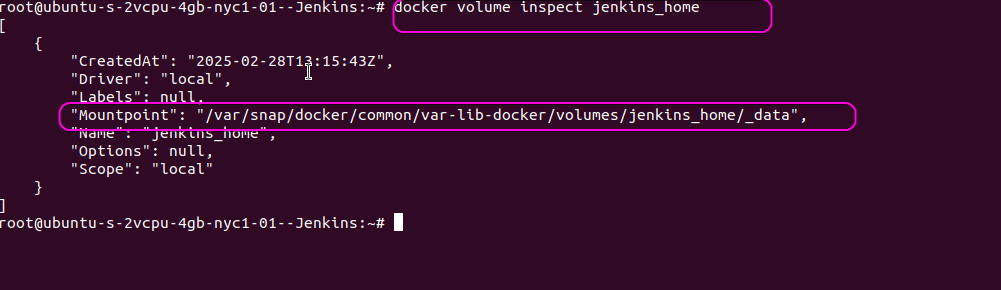 root@ubuntu-s-2vcpu-4gb-nyc1-01--Jenkins:~# docker volume inspect jenkins_home
[
    {
        "CreatedAt": "2025-02-28T13:15:43Z",
        "Driver": "local",
        "Labels": null,
        "Mountpoint": "/var/snap/docker/common/var-lib-docker/volumes/jenkins_home/_data",
        "Name": "jenkins_home",
        "Options": null,
        "Scope": "local"
    }
]
root@ubuntu-s-2vcpu-4gb-nyc1-01--Jenkins:~#